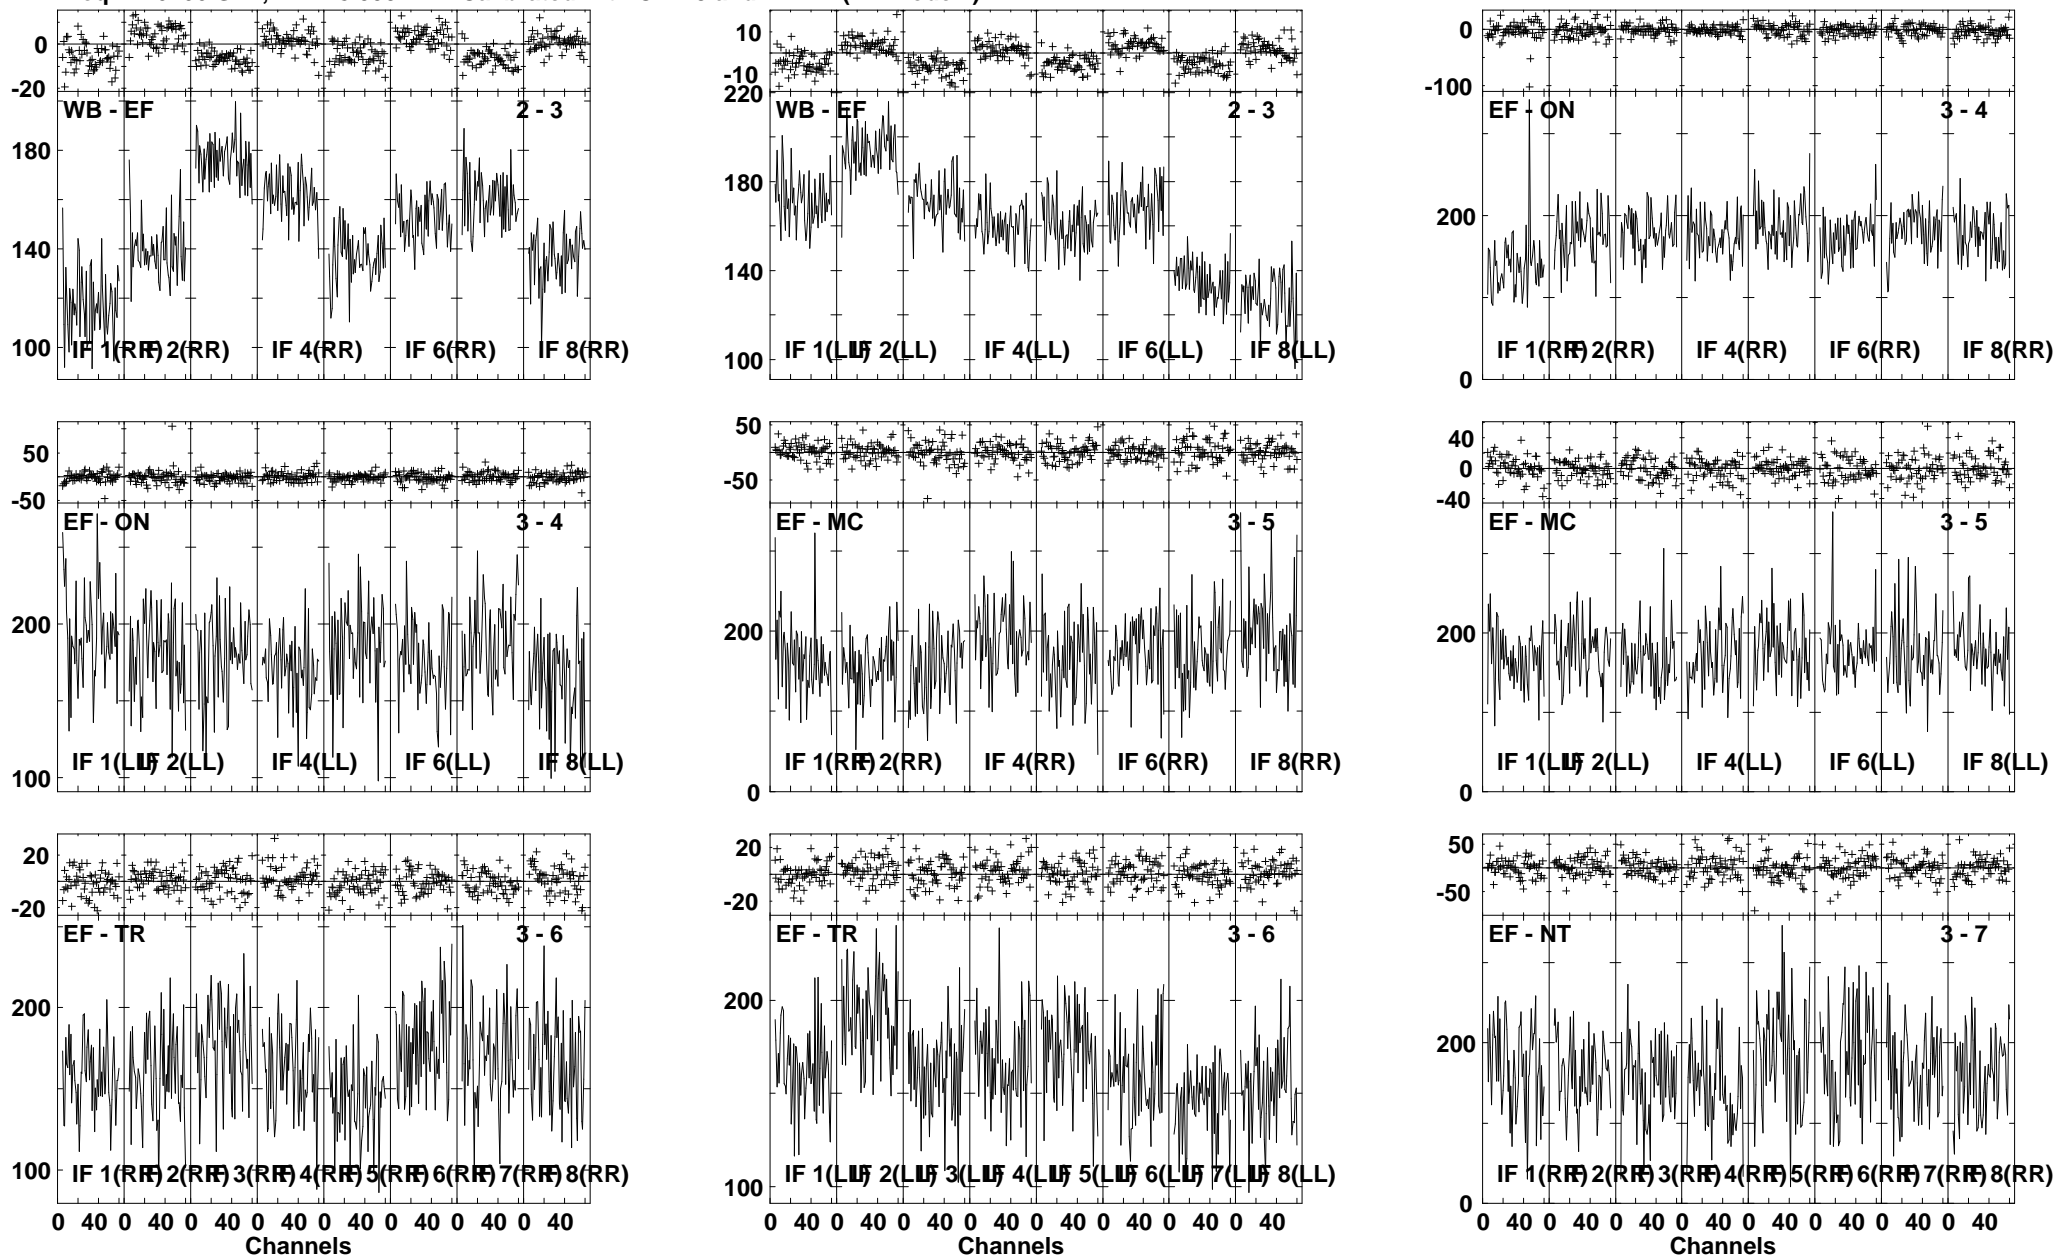 0
-20
WB - EF 2 - 3
180
140
100
IF 1(RR) IF 2(RR) IF 4(RR) IF 6(RR) IF 8(RR)
10
-10
220
WB - EF 2 - 3
180
140
100
IF 1(LL) IF 2(LL) IF 4(LL) IF 6(LL) IF 8(LL)
0
-100
EF - ON 3 - 4
200
0
IF 1(RR) IF 2(RR) IF 4(RR) IF 6(RR) IF 8(RR)
50
-50
EF - ON 3 - 4
200
100
IF 1(LL) IF 2(LL) IF 4(LL) IF 6(LL) IF 8(LL)
50
-50
EF - MC 3 - 5
200
0
IF 1(RR) IF 2(RR) IF 4(RR) IF 6(RR) IF 8(RR)
40
0
-40
EF - MC 3 - 5
200
0
IF 1(LL) IF 2(LL) IF 4(LL) IF 6(LL) IF 8(LL)
20
0
-20
EF - TR 3 - 6
200
100
IF 1(RR) IF 2(RR) IF 3(RR) IF 4(RR) IF 5(RR) IF 6(RR) IF 7(RR) IF 8(RR)
0 40 0 40 0 40 0 40 0 40 0 40 0 40 0 40
Channels
20
0
-20
EF - TR 3 - 6
200
100
IF 1(LL) IF 2(LL) IF 3(LL) IF 4(LL) IF 5(LL) IF 6(LL) IF 7(LL) IF 8(LL)
0 40 0 40 0 40 0 40 0 40 0 40 0 40 0 40
Channels
50
0
-50
EF - NT 3 - 7
200
0
IF 1(RR) IF 2(RR) IF 3(RR) IF 4(RR) IF 5(RR) IF 6(RR) IF 7(RR) IF 8(RR)
0 40 0 40 0 40 0 40 0 40 0 40 0 40 0 40
Channels